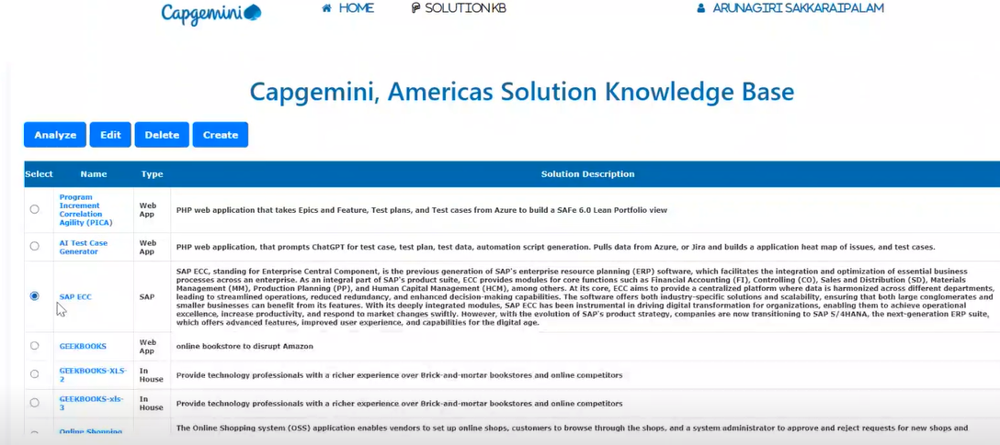 Capgemini
HOME
SOLUTION KB
ARUNAGIRI SAKKARAIPALAM
Capgemini, Americas Solution Knowledge Base
Analyze Edit Delete Create
Select Name Type Solution Description
Program
Increment
Correlation
Agility (PICA)
Web
App
PHP web application that takes Epics and Feature, Test plans, and Test cases from Azure to build a SAFe 6.0 Lean Portfolio view
AI Test Case
Generator
Web
App
PHP web application, that prompts ChatGPT for test case, test plan, test data, automation script generation. Pulls data from Azure, or Jira and builds a application heat map of issues, and test cases.
SAP ECC
SAP
SAP ECC, standing for Enterprise Central Component, is the previous generation of SAP's enterprise resource planning (ERP) software, which facilitates the integration and optimization of essential business
processes across an enterprise. As an integral part of SAP's product suite, ECC provides modules for core functions such as Financial Accounting (FI), Controlling (CO), Sales and Distribution (SD), Materials
Management (MM), Production Planning (PP), and Human Capital Management (HCM), among others. At its core, ECC aims to provide a centralized platform where data is harmonized across different departments,
leading to streamlined operations, reduced redundancy, and enhanced decision-making capabilities. The software offers both industry-specific solutions and scalability, ensuring that both large conglomerates and
smaller businesses can benefit from its features. With its deeply integrated modules, SAP ECC has been instrumental in driving digital transformation for organizations, enabling them to achieve operational
excellence, increase productivity, and respond to market changes swiftly. However, with the evolution of SAP's product strategy, companies are now transitioning to SAP S/4HANA, the next-generation ERP suite,
which offers advanced features, improved user experience, and capabilities for the digital age.
GEEKBOOKS
Web
App
online bookstore to disrupt Amazon
GEEKBOOKS-XLS-
2
In
House
Provide technology professionals with a richer experience over Brick-and-mortar bookstores and online competitors
GEEKBOOKS-xls-
3
In
House
Provide technology professionals with a richer experience over Brick-and-mortar bookstores and online competitors
Online Shopping
The Online Shopping system (OSS) application enables vendors to set up online shops, customers to browse through the shops, and a system administrator to approve and reject requests for new shops and